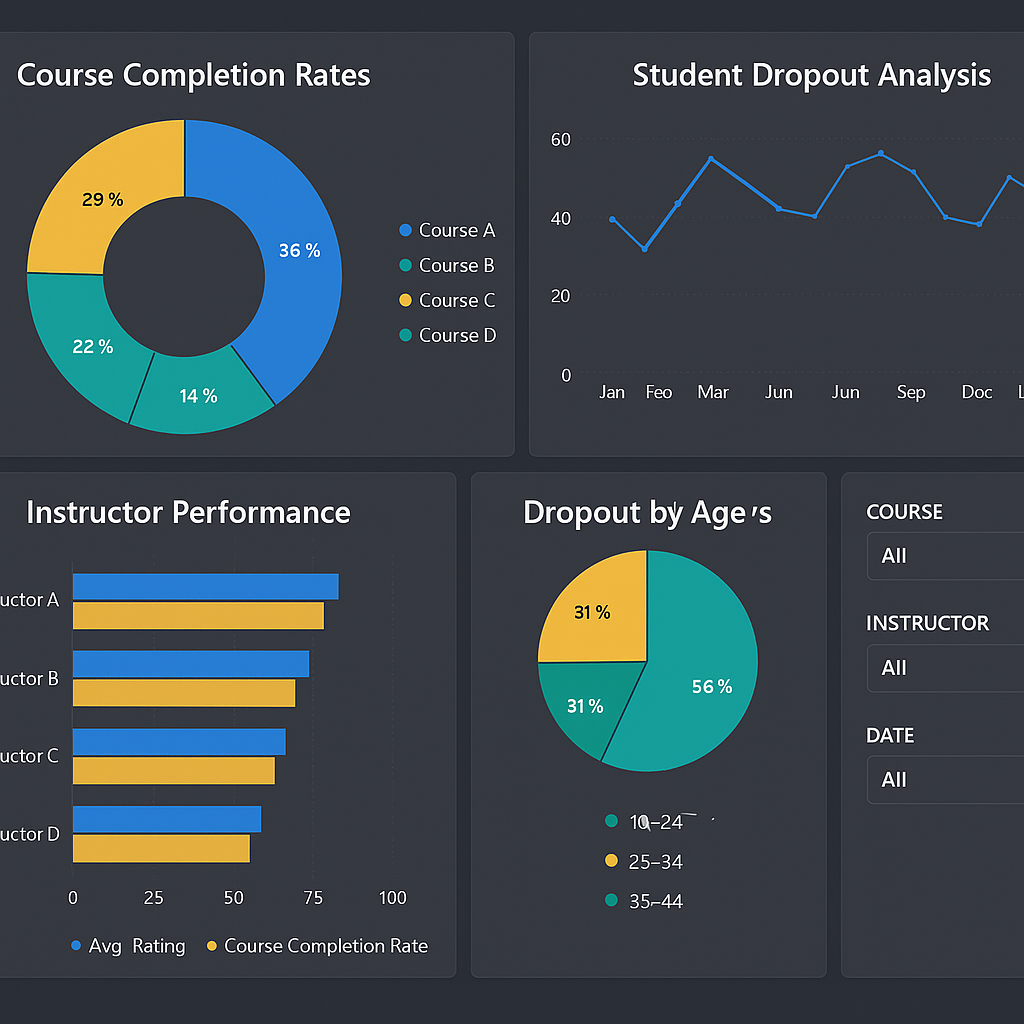 Course Completion Rates
29 %
36 %
22 %
14 %
Course A
Course B
Course C
Course D
Student Dropout Analysis
60
40
20
0
Jan Feo Mar Jun Jun Sep Doc L
Instructor Performance
uctor A
uctor B
uctor C
uctor D
0 25 50 75 100
Avg Rating Course Completion Rate
Dropout by Age's
31 %
56 %
31 %
25–34
35–44
COURSE
All
INSTRUCTOR
All
DATE
All